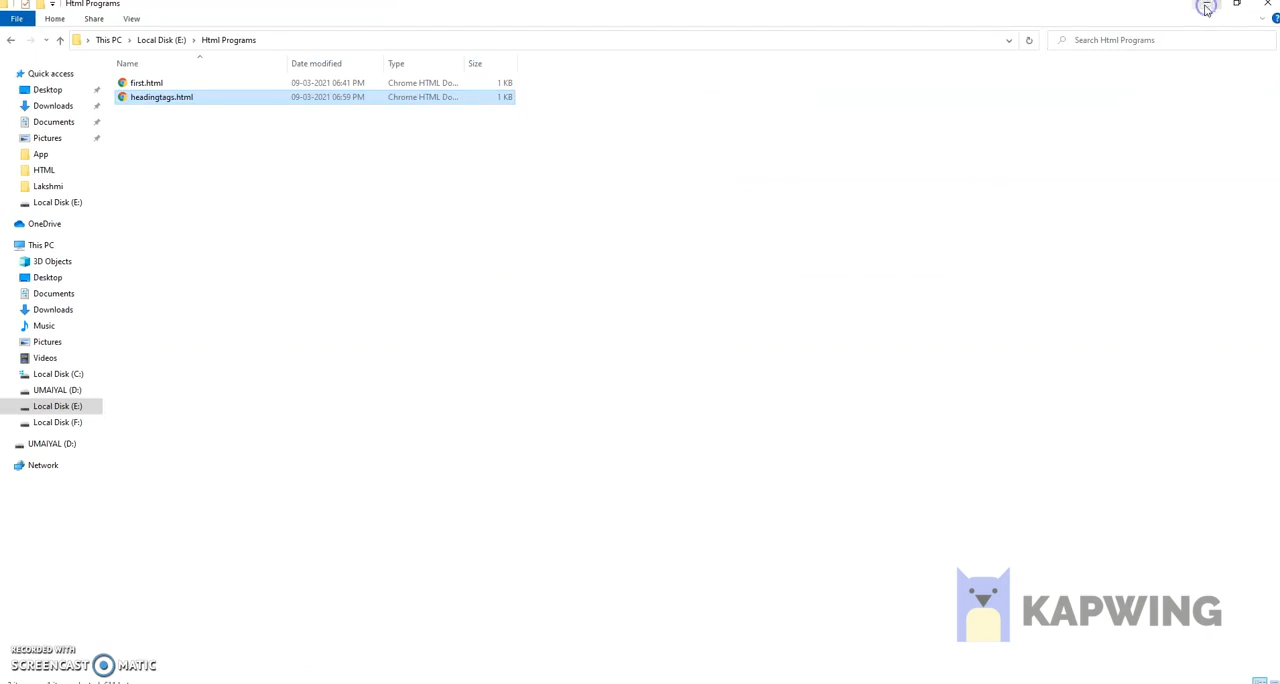 Html Programs
File Home Share View
This PC Local Disk (E:) Html Programs
Search Html Programs
Name Date modified Type Size
first.html 09-03-2021 06:41 PM Chrome HTML Do... 1 KB
headingtags.html 09-03-2021 06:59 PM Chrome HTML Do... 1 KB
Quick access
Desktop
Downloads
Documents
Pictures
App
HTML
Lakshmi
Local Disk (E:)
OneDrive
This PC
3D Objects
Desktop
Documents
Downloads
Music
Pictures
Videos
Local Disk (C:)
UMAIYAL (D:)
Local Disk (E:)
Local Disk (F:)
UMAIYAL (D:)
Network
KAPWING
RECORDED WITH
SCREENCAST MATIC